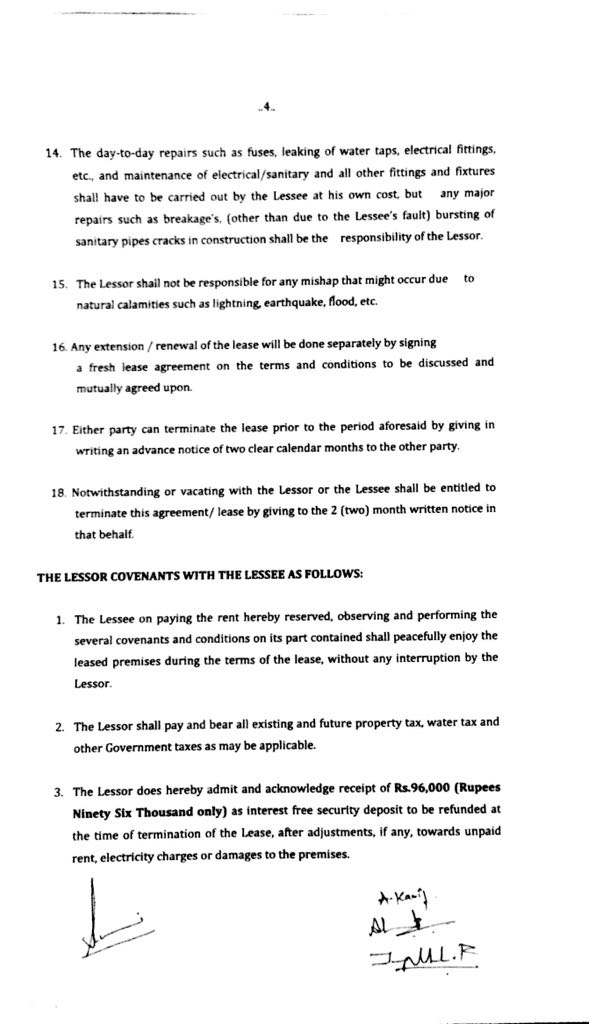 ..4..
14. The day-to-day repairs such as fuses, leaking of water taps, electrical fittings,
etc., and maintenance of electrical/sanitary and all other fittings and fixtures
shall have to be carried out by the Lessee at his own cost, but any major
repairs such as breakage's, (other than due to the Lessee's fault) bursting of
sanitary pipes cracks in construction shall be the responsibility of the Lessor.
15. The Lessor shall not be responsible for any mishap that might occur due to
natural calamities such as lightning, earthquake, flood, etc.
16. Any extension / renewal of the lease will be done separately by signing
a fresh lease agreement on the terms and conditions to be discussed and
mutually agreed upon.
17. Either party can terminate the lease prior to the period aforesaid by giving in
writing an advance notice of two clear calendar months to the other party.
18. Notwithstanding or vacating with the Lessor or the Lessee shall be entitled to
terminate this agreement/ lease by giving to the 2 (two) month written notice in
that behalf.
THE LESSOR COVENANTS WITH THE LESSEE AS FOLLOWS:
1. The Lessee on paying the rent hereby reserved, observing and performing the
several covenants and conditions on its part contained shall peacefully enjoy the
leased premises during the terms of the lease, without any interruption by the
Lessor.
2. The Lessor shall pay and bear all existing and future property tax, water tax and
other Government taxes as may be applicable.
3. The Lessor does hereby admit and acknowledge receipt of Rs.96,000 (Rupees
Ninety Six Thousand only) as interest free security deposit to be refunded at
the time of termination of the Lease, after adjustments, if any, towards unpaid
rent, electricity charges or damages to the premises.